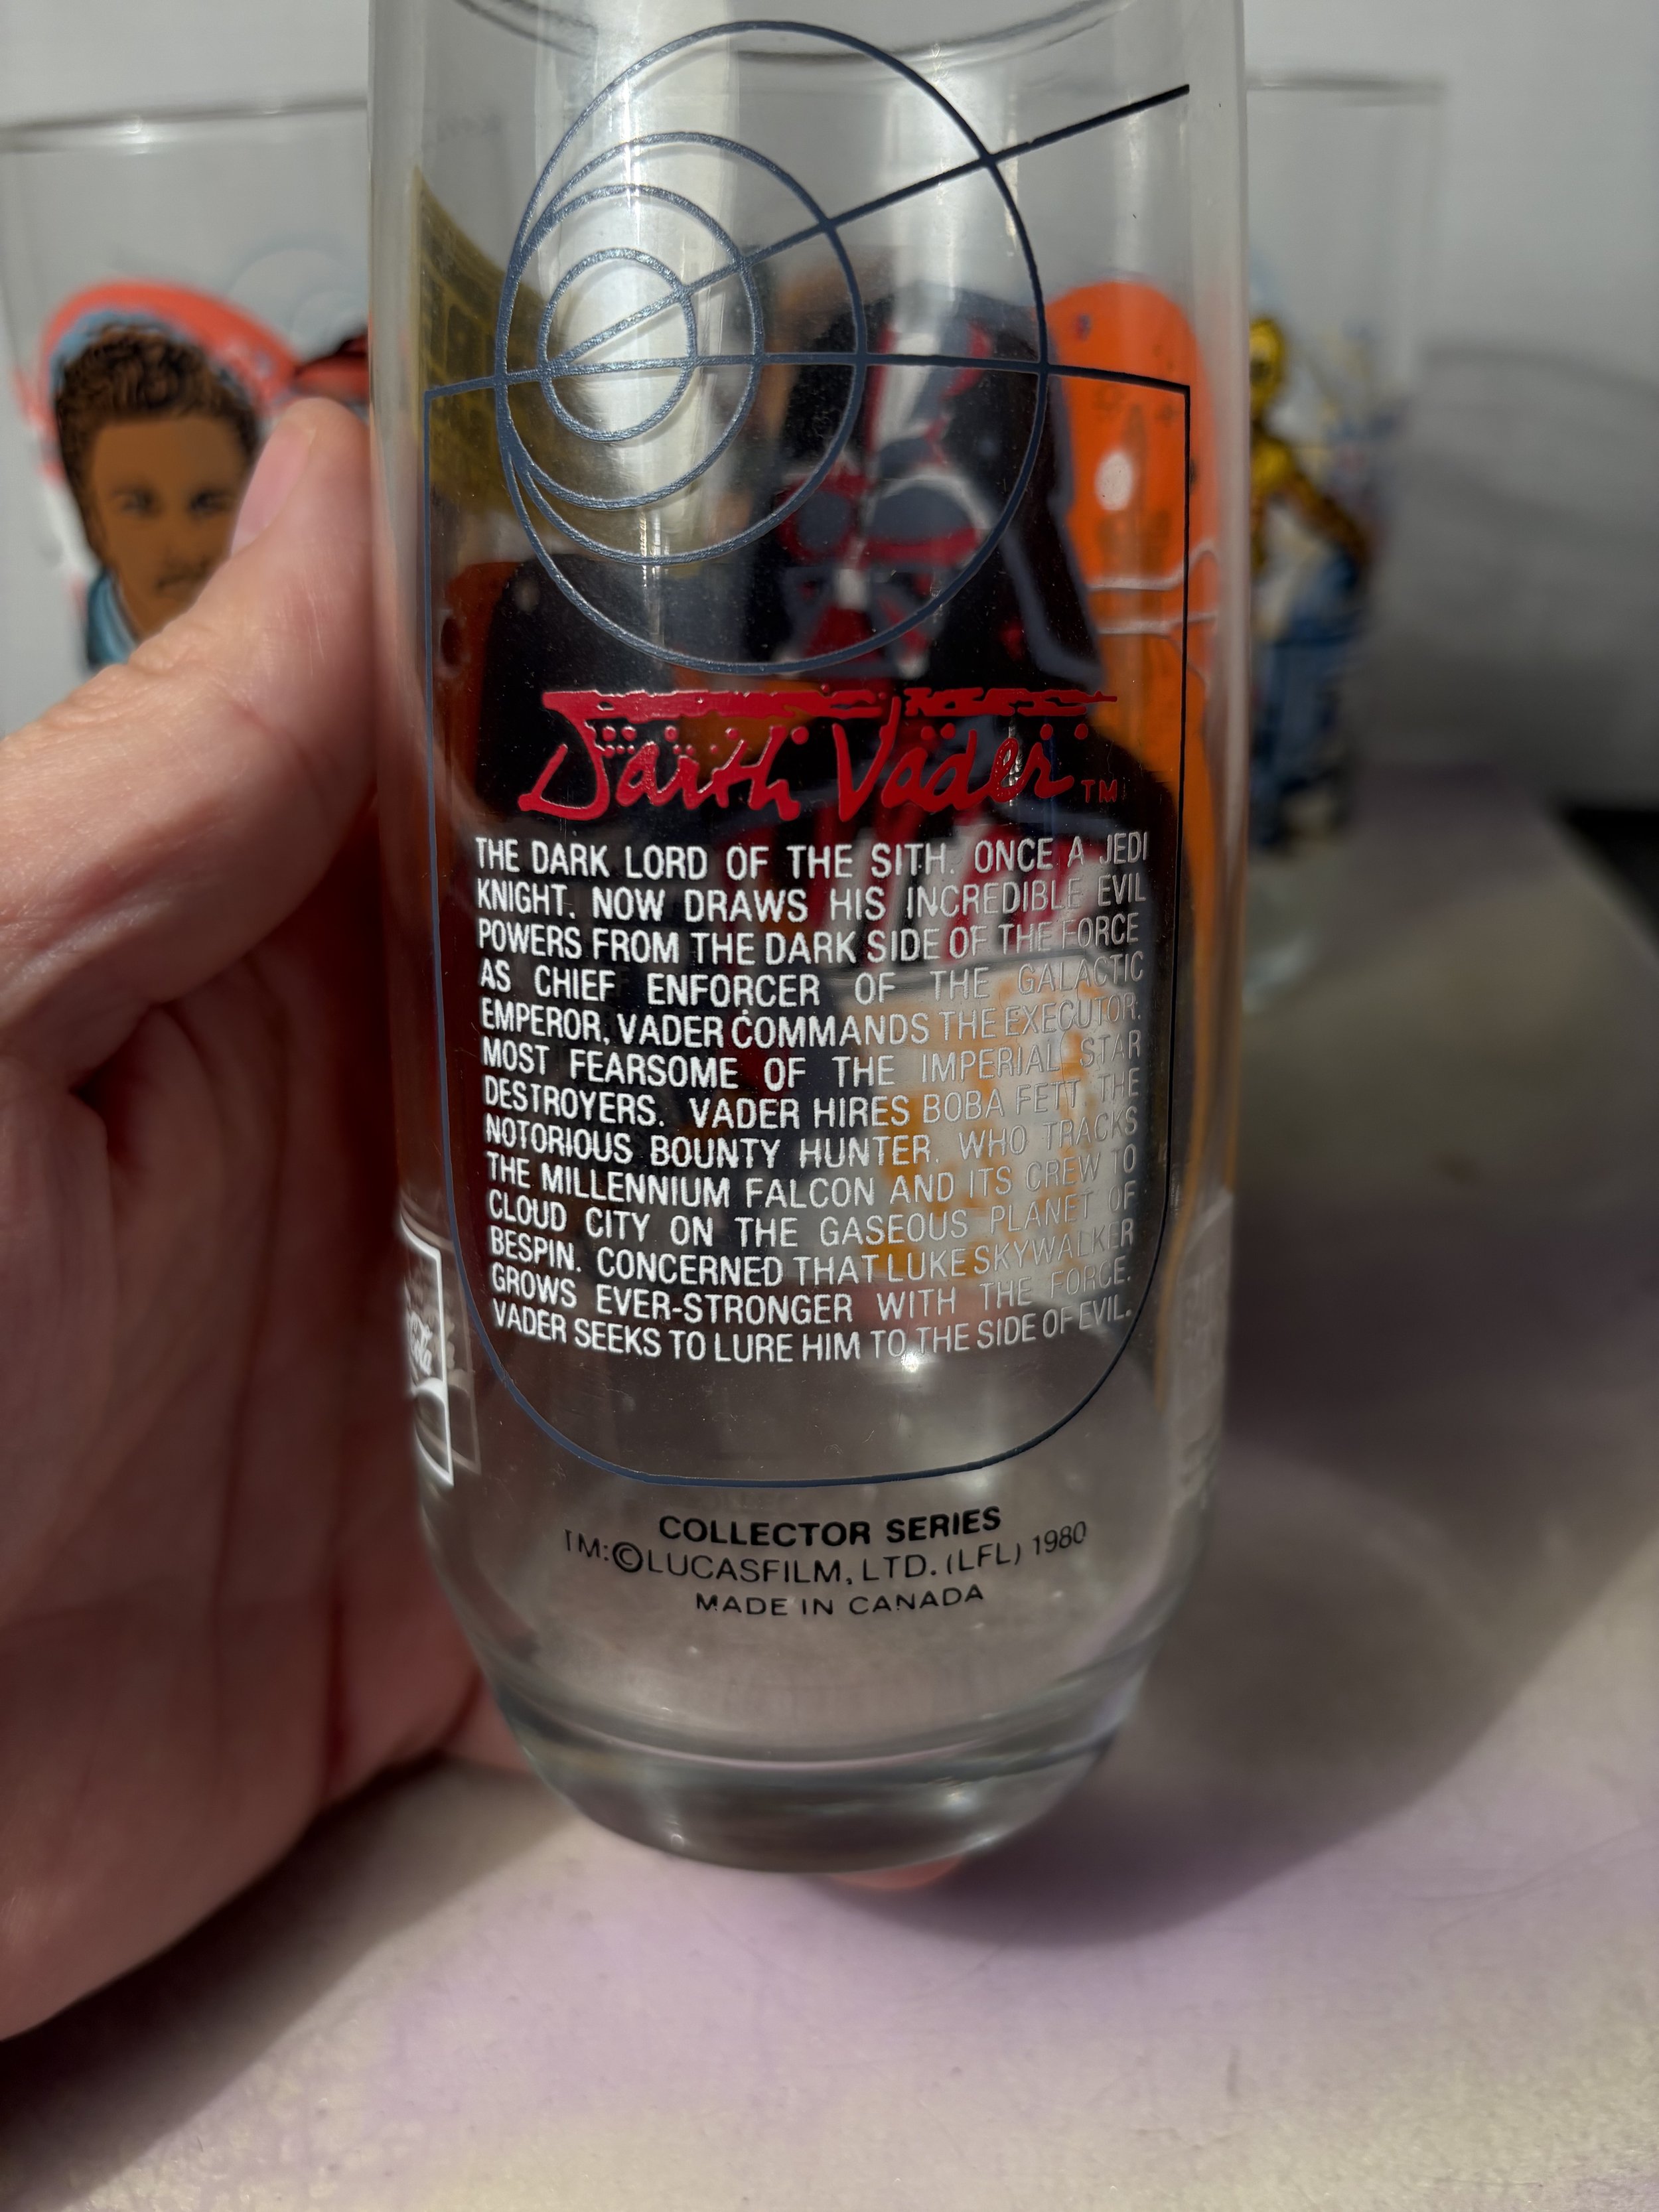 Darth Vader TM
THE DARK LORD OF THE SITH. ONCE A JEDI
KNIGHT. NOW DRAWS HIS INCREDIBLE EVIL
POWERS FROM THE DARK SIDE OF THE FORCE
AS CHIEF ENFORCER OF THE GALACTIC
EMPEROR, VADER COMMANDS THE EXECUTOR:
MOST FEARSOME OF THE IMPERIAL STAR
DESTROYERS. VADER HIRES BOBA FETT THE
NOTORIOUS BOUNTY HUNTER. WHO TRACKS
THE MILLENNIUM FALCON AND ITS CREW TO
CLOUD CITY ON THE GASEOUS PLANET OF
BESPIN. CONCERNED THAT LUKE SKYWALKER
GROWS EVER-STRONGER WITH THE FORCE.
VADER SEEKS TO LURE HIM TO THE SIDE OF EVIL.
COLLECTOR SERIES
TM:©LUCASFILM, LTD. (LFL) 1980
MADE IN CANADA